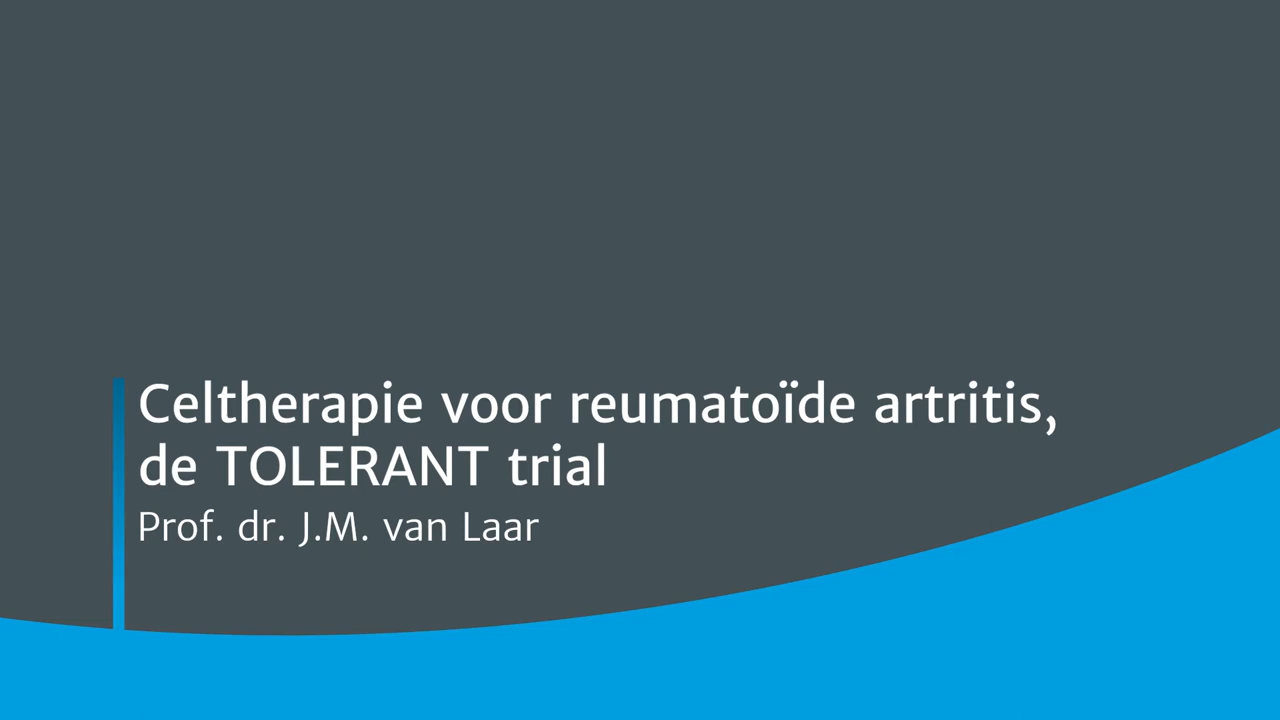 Celtherapie voor reumatoïde artritis,
de TOLERANT trial
Prof. dr. J.M. van Laar